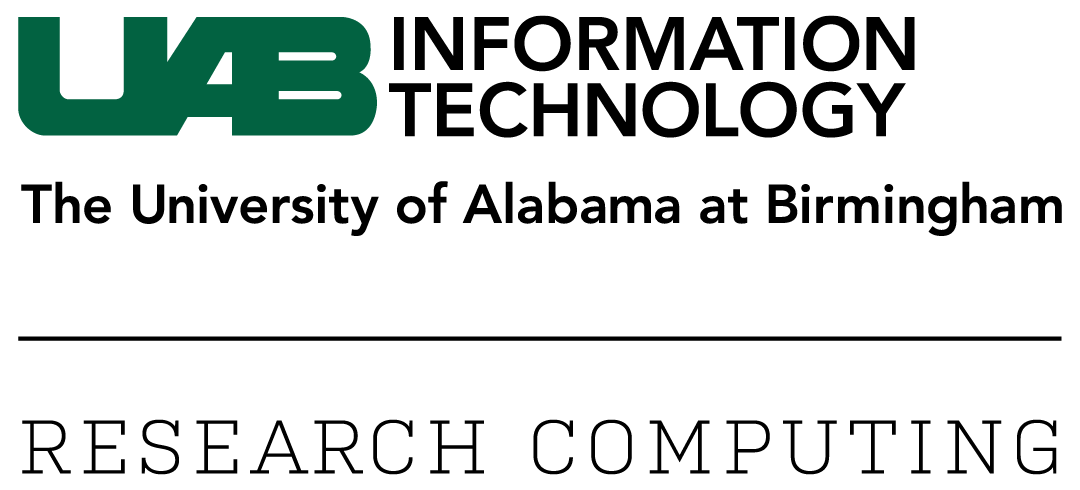 UAB INFORMATION
TECHNOLOGY
The University of Alabama at Birmingham
RESEARCH COMPUTING